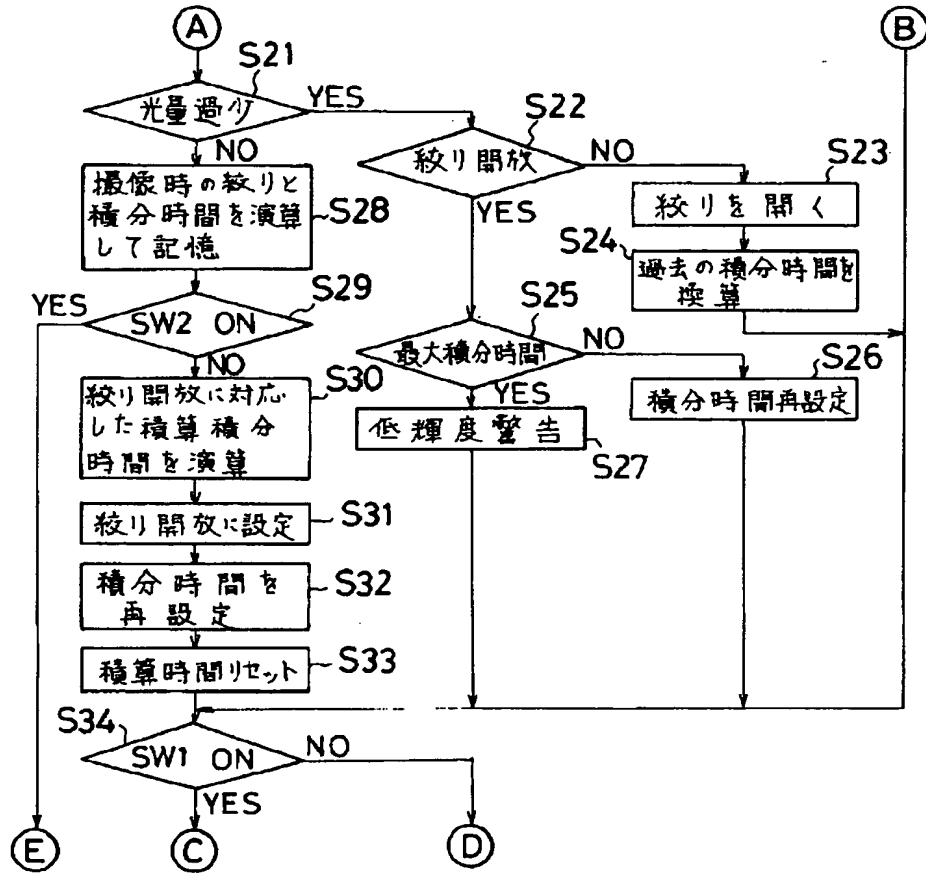 A
B
S21
光量過少
YES
NO
S22
絞り開放
NO
YES
S23
絞りを開く
S24
過去の積分時間を
換算
撮像時の絞りと
積分時間を演算
して記憶
S28
S29
YES
SW2 ON
NO
S25
最大積分時間
NO
YES
S26
積分時間再設定
低輝度警告
S27
S30
絞り開放に対応
した積算積分
時間を演算
S31
絞り開放に設定
積分時間を
再設定
S32
S33
積算時間リセット
S34
SW1 ON
NO
YES
E
C
D